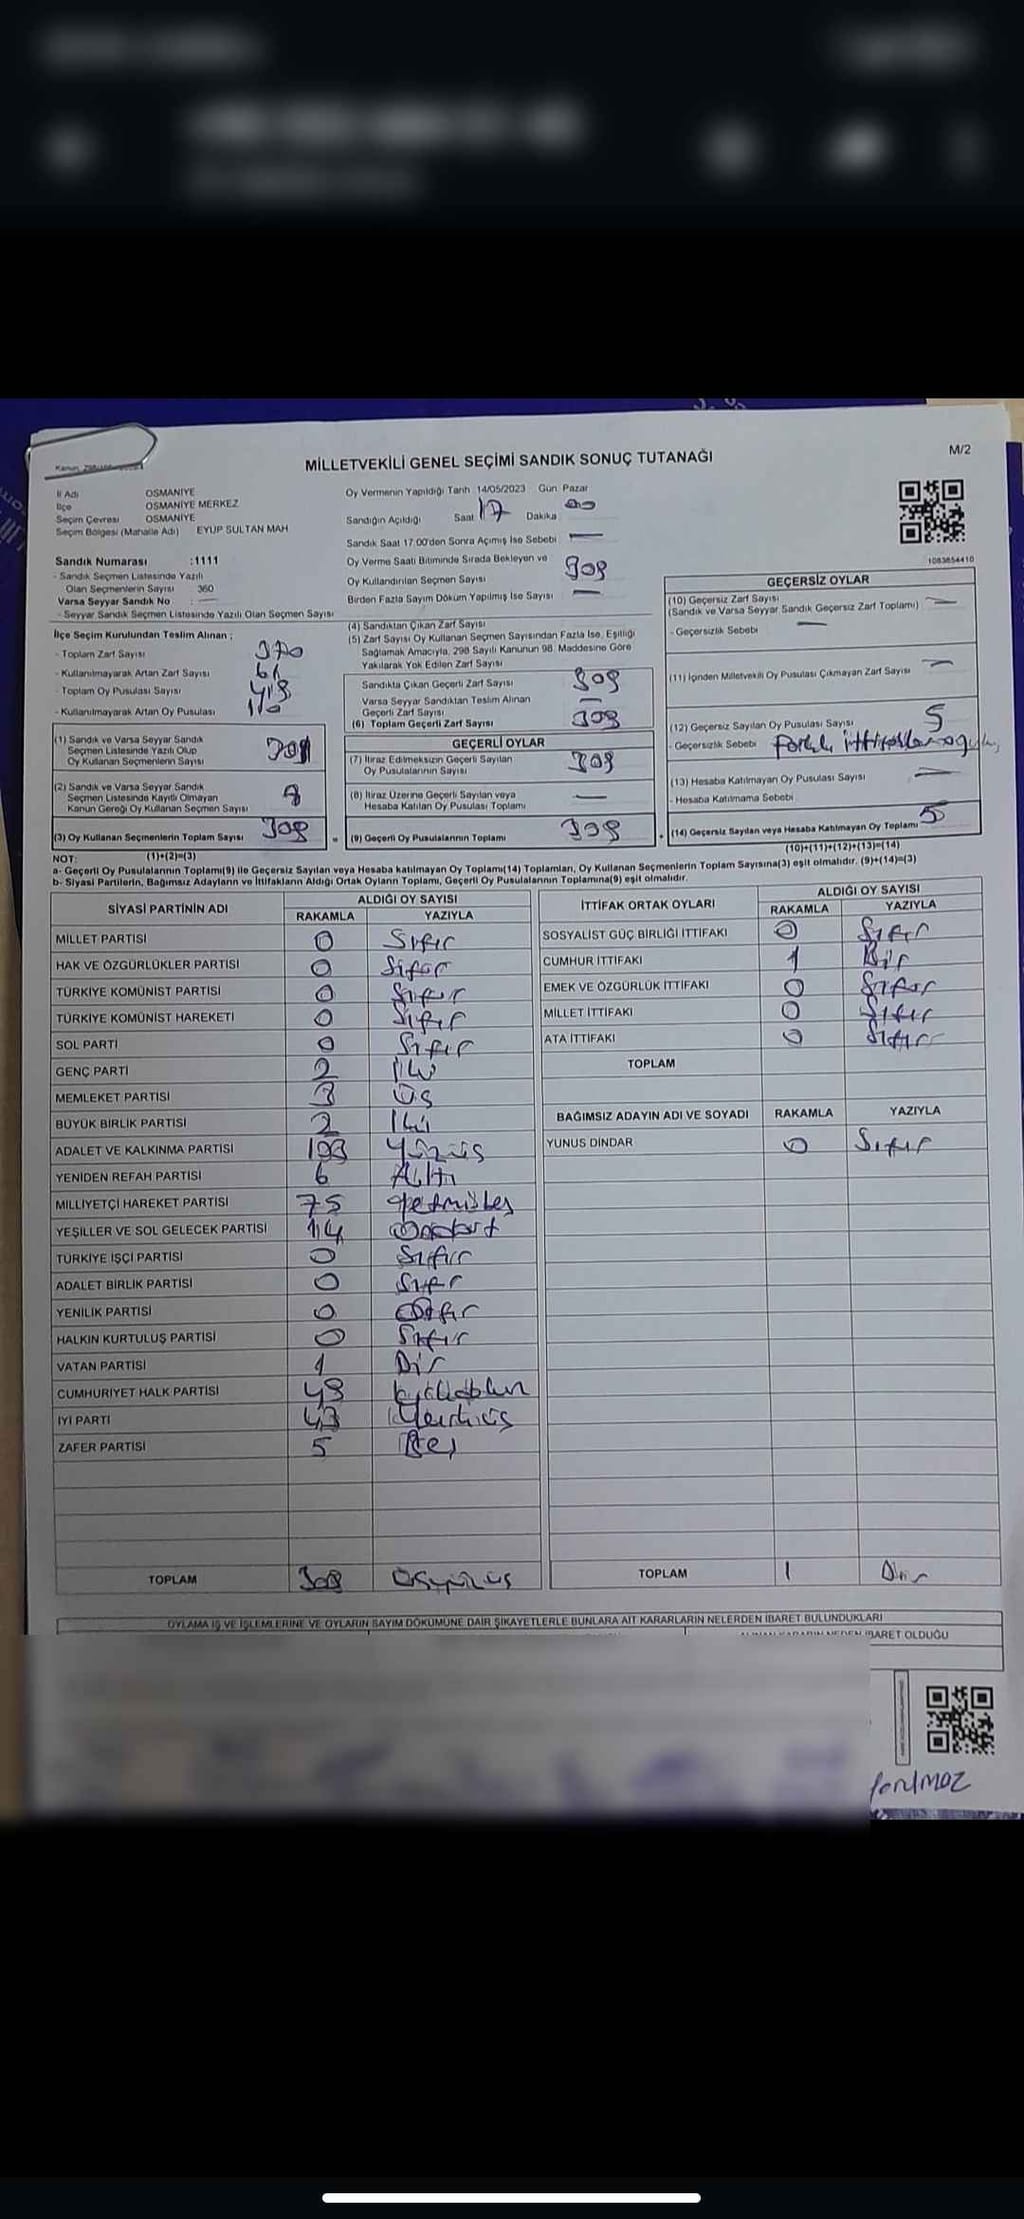 MİLLETVEKİLİ GENEL SEÇİMİ SANDIK SONUÇ TUTANAĞI
M/2
İl Adı OSMANİYE
İlçe OSMANİYE MERKEZ
Seçim Çevresi OSMANİYE
Seçim Bölgesi (Mahalle Adı) EYUP SULTAN MAH
Sandık Numarası :1111
- Sandık Seçmen Listesinde Yazılı
Olan Seçmenlerin Sayısı 360
Varsa Seyyar Sandık No
- Seyyar Sandık Seçmen Listesinde Yazılı Olan Seçmen Sayısı
İlçe Seçim Kurulundan Teslim Alınan ;
- Toplam Zarf Sayısı 370
- Kullanılmayarak Artan Zarf Sayısı
- Toplam Oy Pusulası Sayısı
- Kullanılmayarak Artan Oy Pusulası
(1) Sandık ve Varsa Seyyar Sandık
Seçmen Listesinde Yazılı Olup
Oy Kullanan Seçmenlerin Sayısı
(2) Sandık ve Varsa Seyyar Sandık
Seçmen Listesinde Kayıtlı Olmayan
Kanun Gereği Oy Kullanan Seçmen Sayısı
(3) Oy Kullanan Seçmenlerin Toplam Sayısı 309
(1)+(2)=(3)
Oy Vermenin Yapıldığı Tarih 14/05/2023 Gün Pazar
Sandığın Açıldığı Saat 17 Dakika 00
Sandık Saat 17:00'den Sonra Açımış İse Sebebi —
Oy Verme Saati Bitiminde Sırada Bekleyen ve
Oy Kullandırılan Seçmen Sayısı 309
Birden Fazla Sayım Döküm Yapılmış İse Sayısı —
(4) Sandıktan Çıkan Zarf Sayısı
(5) Zarf Sayısı Oy Kullanan Seçmen Sayısından Fazla İse, Eşitliği
Sağlamak Amacıyla, 298 Sayılı Kanunun 98. Maddesine Göre
Yakılarak Yok Edilen Zarf Sayısı
Sandıkta Çıkan Geçerli Zarf Sayısı 309
Varsa Seyyar Sandıktan Teslim Alınan
Geçerli Zarf Sayısı —
(6) Toplam Geçerli Zarf Sayısı 309
GEÇERLİ OYLAR
(7) İtiraz Edilmeksizin Geçerli Sayılan
Oy Pusulalarının Sayısı 309
(8) İtiraz Üzerine Geçerli Sayılan veya
Hesaba Katılan Oy Pusulası Toplamı —
(9) Geçerli Oy Pusulalarının Toplamı 309
1083654410
GEÇERSİZ OYLAR
(10) Geçersiz Zarf Sayısı —
(Sandık ve Varsa Seyyar Sandık Geçersiz Zarf Toplamı)
- Geçersizlik Sebebi —
(11) İçinden Milletvekili Oy Pusulası Çıkmayan Zarf Sayısı —
(12) Geçersiz Sayılan Oy Pusulası Sayısı 5
- Geçersizlik Sebebi
(13) Hesaba Katılmayan Oy Pusulası Sayısı —
- Hesaba Katılmama Sebebi
(14) Geçersiz Sayılan veya Hesaba Katılmayan Oy Toplamı 5
(10)+(11)+(12)+(13)=(14)
NOT:
a- Geçerli Oy Pusulalarının Toplamı(9) ile Geçersiz Sayılan veya Hesaba katılmayan Oy Toplamı(14) Toplamları, Oy Kullanan Seçmenlerin Toplam Sayısına(3) eşit olmalıdır. (9)+(14)=(3)
b- Siyasi Partilerin, Bağımsız Adayların ve İttifakların Aldığı Ortak Oyların Toplamı, Geçerli Oy Pusulalarının Toplamına(9) eşit olmalıdır.
SİYASİ PARTİNİN ADI ALDIĞI OY SAYISI
RAKAMLA YAZIYLA
MİLLET PARTİSİ 0 Sıfır
HAK VE ÖZGÜRLÜKLER PARTİSİ 0 Sıfır
TÜRKİYE KOMÜNİST PARTİSİ 0 Sıfır
TÜRKİYE KOMÜNİST HAREKETİ 0 Sıfır
SOL PARTİ 0 Sıfır
GENÇ PARTİ 2 İki
MEMLEKET PARTİSİ 3 Üç
BÜYÜK BİRLİK PARTİSİ 2 İki
ADALET VE KALKINMA PARTİSİ 103 Yüzüç
YENİDEN REFAH PARTİSİ 6 Altı
MİLLİYETÇİ HAREKET PARTİSİ 75 Yetmişbeş
YEŞİLLER VE SOL GELECEK PARTİSİ 14 Ondört
TÜRKİYE İŞÇİ PARTİSİ 0 Sıfır
ADALET BİRLİK PARTİSİ 0 Sıfır
YENİLİK PARTİSİ 0 Sıfır
HALKIN KURTULUŞ PARTİSİ 0 Sıfır
VATAN PARTİSİ 1 Bir
CUMHURİYET HALK PARTİSİ 49
İYİ PARTİ 43
ZAFER PARTİSİ 5 Beş
TOPLAM 303 Üçyüzüç
İTTİFAK ORTAK OYLARI ALDIĞI OY SAYISI
RAKAMLA YAZIYLA
SOSYALİST GÜÇ BİRLİĞİ İTTİFAKI 0 Sıfır
CUMHUR İTTİFAKI 1 Bir
EMEK VE ÖZGÜRLÜK İTTİFAKI 0 Sıfır
MİLLET İTTİFAKI 0 Sıfır
ATA İTTİFAKI 0 Sıfır
TOPLAM
BAĞIMSIZ ADAYIN ADI VE SOYADI RAKAMLA YAZIYLA
YUNUS DİNDAR 0 Sıfır
TOPLAM 1 Bir
OYLAMA İŞ VE İŞLEMLERİNE VE OYLARIN SAYIM DÖKÜMÜNE DAİR ŞİKAYETLERLE BUNLARA AİT KARARLARIN NELERDEN İBARET BULUNDUKLARI
İBARET OLDUĞU